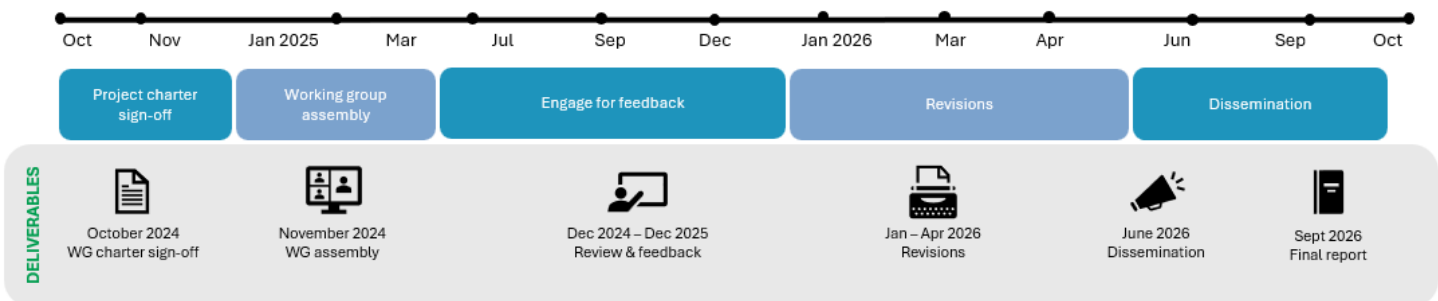 Oct Nov Jan 2025 Mar Jul Sep Dec Jan 2026 Mar Apr Jun Sep Oct
Project charter
sign-off
Working group
assembly
Engage for feedback
Revisions
Dissemination
DELIVERABLES
October 2024
WG charter sign-off
November 2024
WG assembly
Dec 2024 – Dec 2025
Review & feedback
Jan – Apr 2026
Revisions
June 2026
Dissemination
Sept 2026
Final report